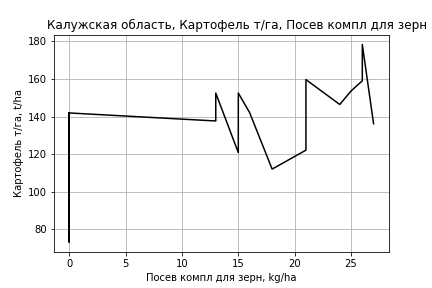 Калужская область, Картофель т/га, Посев компл для зерн
180
160
140
120
100
80
Картофель т/га, t/ha
0 5 10 15 20 25
Посев компл для зерн, kg/ha